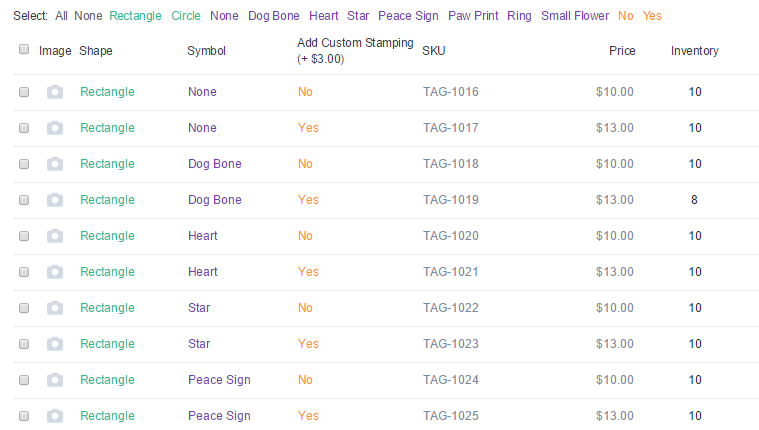 Select: All None Rectangle Circle None Dog Bone Heart Star Peace Sign Paw Print Ring Small Flower No Yes
Image Shape Symbol Add Custom Stamping (+ $3.00) SKU Price Inventory
Rectangle None No TAG-1016 $10.00 10
Rectangle None Yes TAG-1017 $13.00 10
Rectangle Dog Bone No TAG-1018 $10.00 10
Rectangle Dog Bone Yes TAG-1019 $13.00 8
Rectangle Heart No TAG-1020 $10.00 10
Rectangle Heart Yes TAG-1021 $13.00 10
Rectangle Star No TAG-1022 $10.00 10
Rectangle Star Yes TAG-1023 $13.00 10
Rectangle Peace Sign No TAG-1024 $10.00 10
Rectangle Peace Sign Yes TAG-1025 $13.00 10